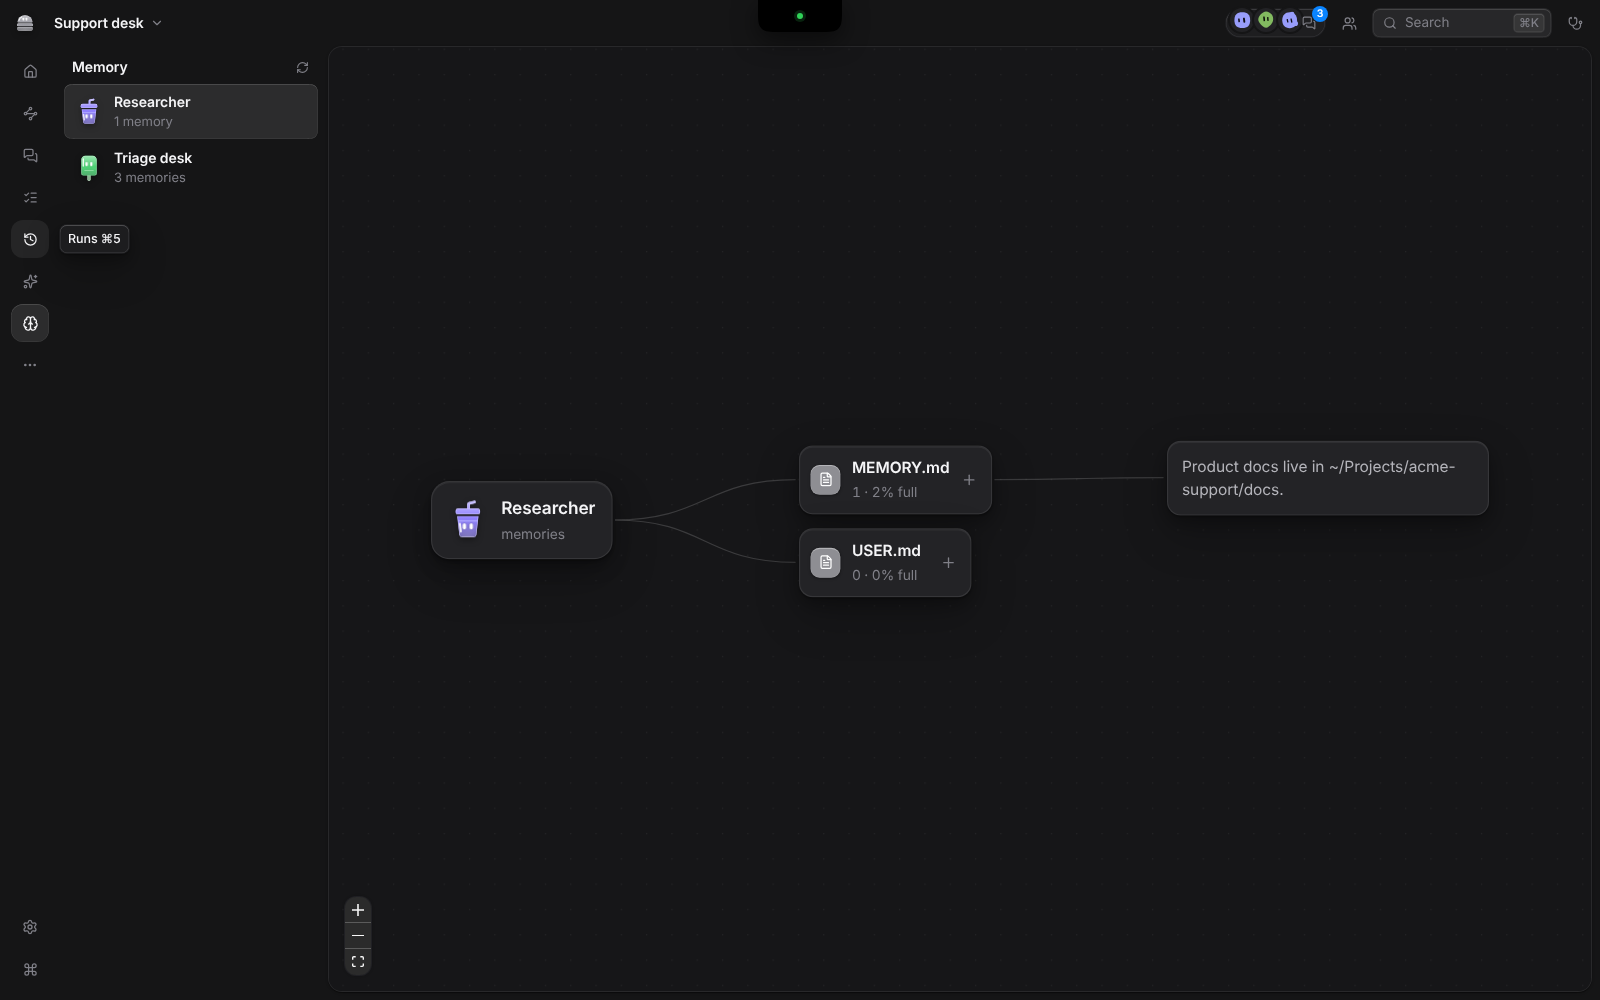 Support desk
3
Search
⌘K
Memory
Researcher
1 memory
Triage desk
3 memories
Runs ⌘5
Researcher
memories
MEMORY.md
1 · 2% full
USER.md
0 · 0% full
Product docs live in ~/Projects/acme-
support/docs.